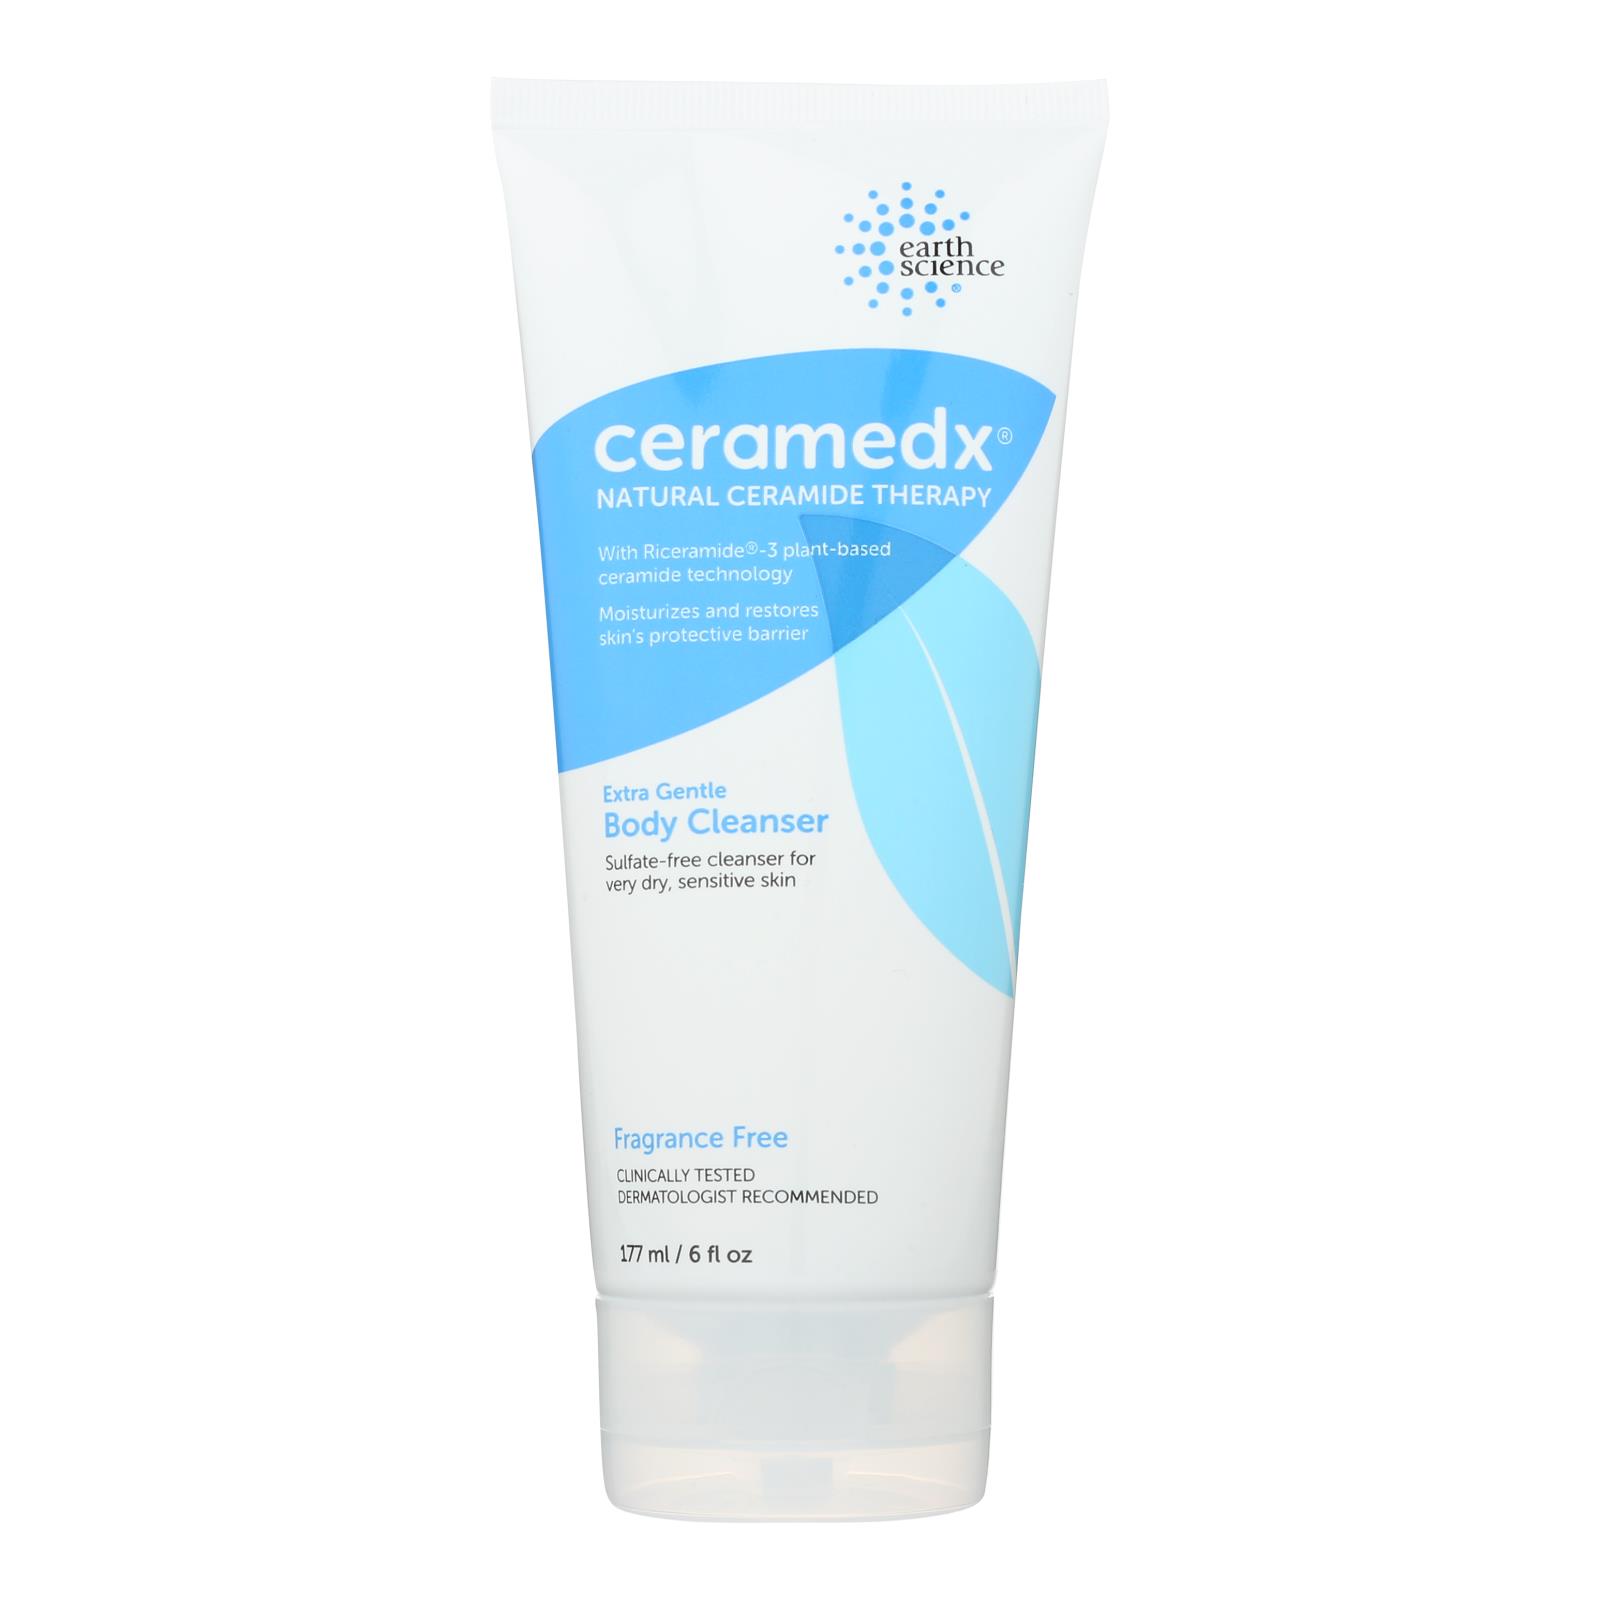 earth
science
®
ceramedx®
NATURAL CERAMIDE THERAPY
With Riceramide®-3 plant-based
ceramide technology
Moisturizes and restores
skin's protective barrier
Extra Gentle
Body Cleanser
Sulfate-free cleanser for
very dry, sensitive skin
Fragrance Free
CLINICALLY TESTED
DERMATOLOGIST RECOMMENDED
177 ml / 6 fl oz